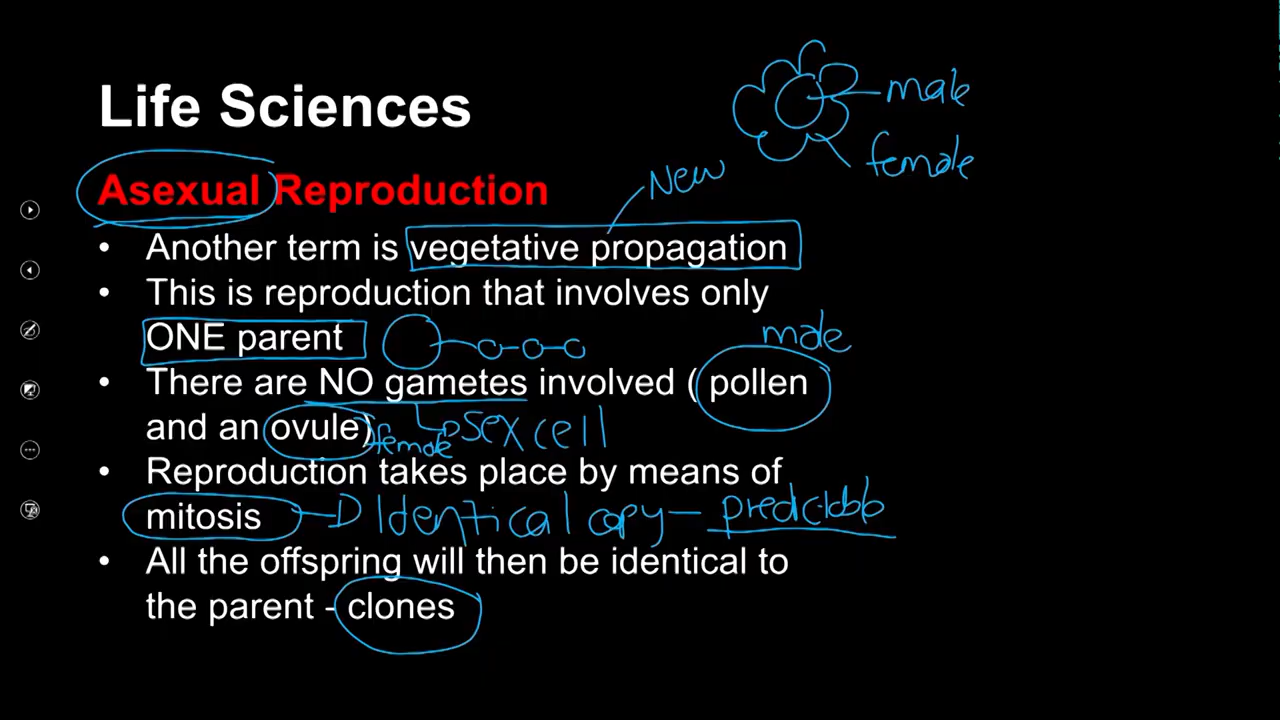 male
Life Sciences
female
New
Asexual Reproduction
• Another term is vegetative propagation
• This is reproduction that involves only
ONE parent
male
• There are NO gametes involved ( pollen
and an ovule)
female sex cell
• Reproduction takes place by means of
mitosis Identical copy - predictable
• All the offspring will then be identical to
the parent - clones